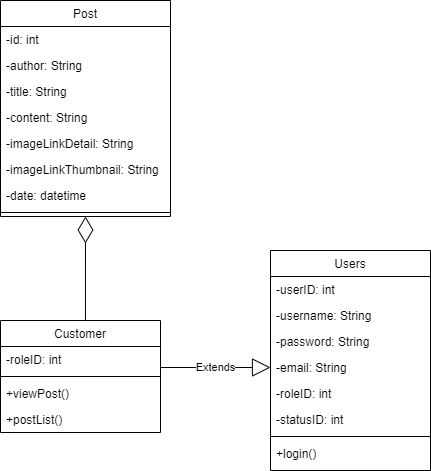 Post
-id: int
-author: String
-title: String
-content: String
-imageLinkDetail: String
-imageLinkThumbnail: String
-date: datetime
Customer
-roleID: int
+viewPost()
+postList()
Extends
Users
-userID: int
-username: String
-password: String
-email: String
-roleID: int
-statusID: int
+login()